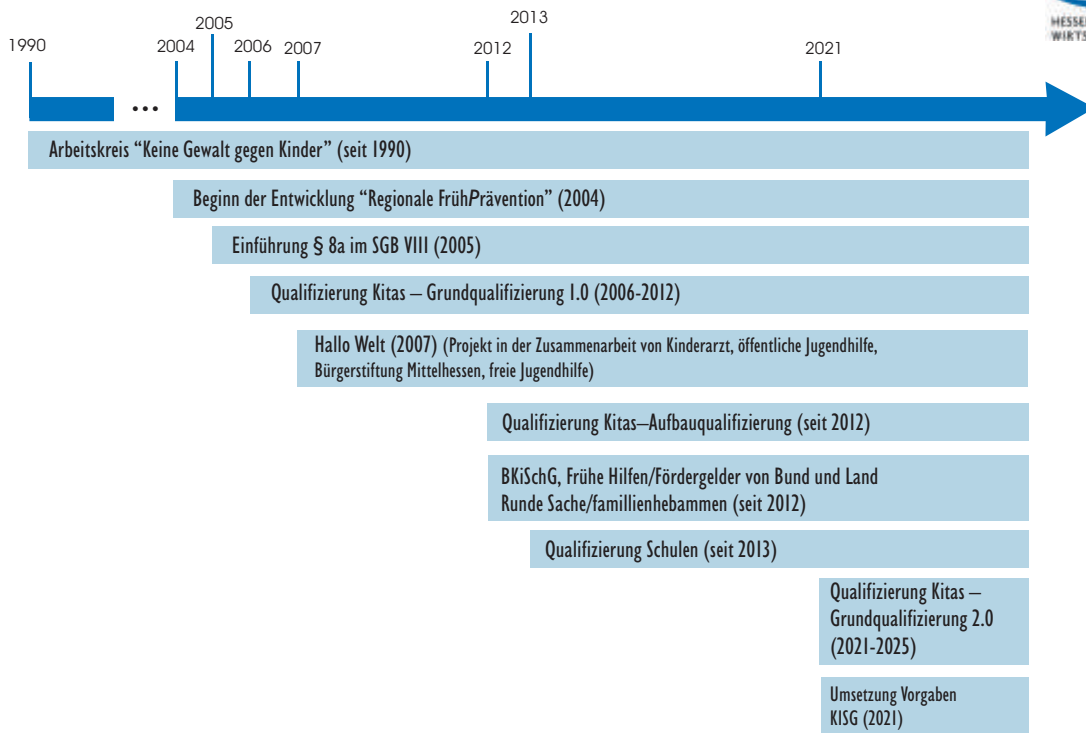 HESSE
WIRTS
1990
2004
2005
2006
2007
2012
2013
2021
...
Arbeitskreis “Keine Gewalt gegen Kinder” (seit 1990)
Beginn der Entwicklung “Regionale FrühPrävention” (2004)
Einführung § 8a im SGB VIII (2005)
Qualifizierung Kitas – Grundqualifizierung 1.0 (2006-2012)
Hallo Welt (2007) (Projekt in der Zusammenarbeit von Kinderarzt, öffentliche Jugendhilfe,
Bürgerstiftung Mittelhessen, freie Jugendhilfe)
Qualifizierung Kitas–Aufbauqualifizierung (seit 2012)
BKiSchG, Frühe Hilfen/Fördergelder von Bund und Land
Runde Sache/famillienhebammen (seit 2012)
Qualifizierung Schulen (seit 2013)
Qualifizierung Kitas –
Grundqualifizierung 2.0
(2021-2025)
Umsetzung Vorgaben
KISG (2021)